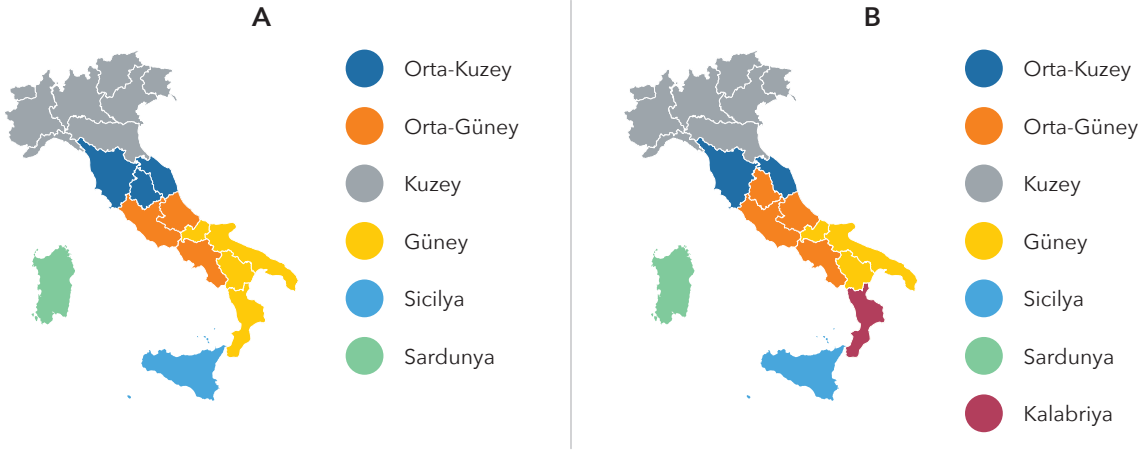 A
Orta-Kuzey
Orta-Güney
Kuzey
Güney
Sicilya
Sardunya
B
Orta-Kuzey
Orta-Güney
Kuzey
Güney
Sicilya
Sardunya
Kalabriya